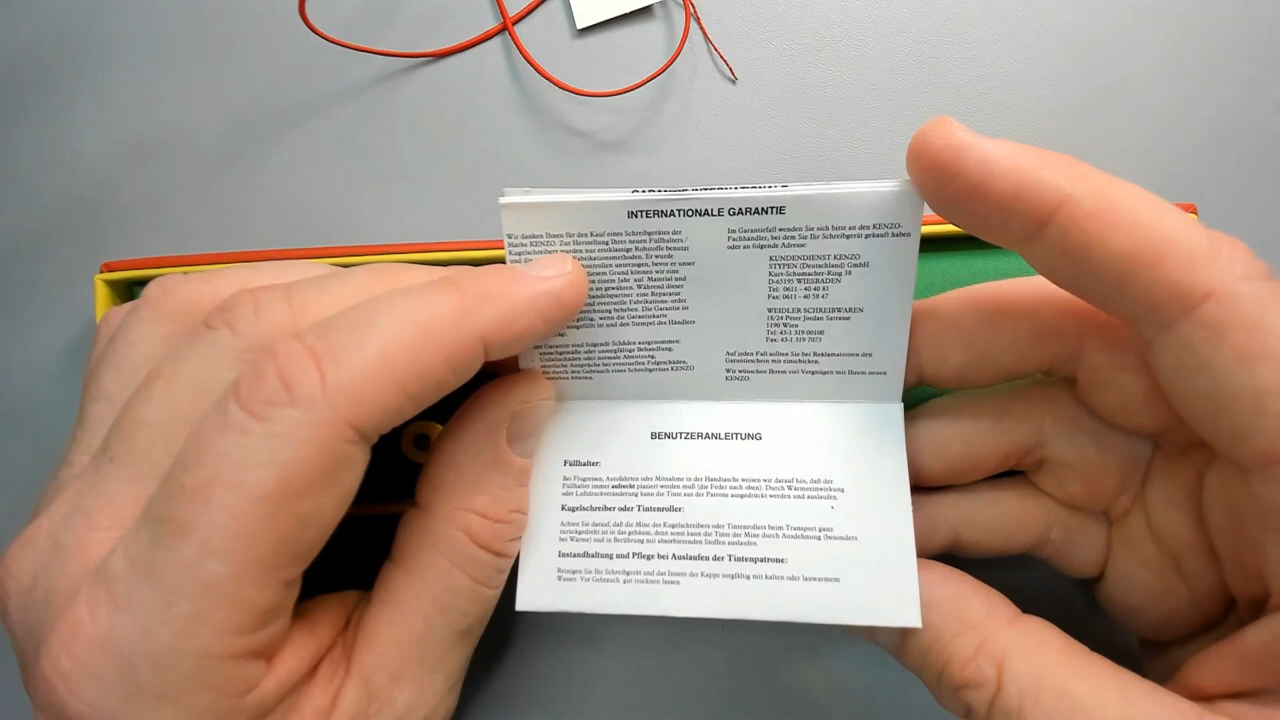 GARANTIE INTERNATIONALE
INTERNATIONALE GARANTIE
Wir danken Ihnen für den Kauf eines Schreibgerätes der
Marke KENZO. Zur Herstellung Ihres neuen Füllhalters /
Kugelschreibers wurden nur erstklassige Rohstoffe benutzt
und die Fabrikationsmethoden. Er wurde
kontrollen unterzogen, bevor er unser
diesem Grund können wir eine
einem Jahr auf Material und
zu gewähren. Während dieser
handelspartner eine Reparatur
und eventuelle Fabrikations- oder
berechnung beheben. Die Garantie ist
gültig, wenn die Garantiekarte
ausgefüllt ist und den Stempel des Händlers
Garantie sind folgende Schäden ausgenommen:
unsachgemäße oder unsorgfältige Behandlung,
Unfallschäden oder normale Abnutzung,
sämtliche Ansprüche bei eventuellen Folgeschäden,
die durch den Gebrauch eines Schreibgerätes KENZO
entstehen können.
Im Garantiefall wenden Sie sich bitte an den KENZO-
Fachhändler, bei dem Sie Ihr Schreibgerät gekauft haben
oder an folgende Adresse:
KUNDENDIENST KENZO
STYPEN (Deutschland) GmbH
Kurt-Schumacher-Ring 38
D-65195 WIESBADEN
Tel: 0611 - 40 40 81
Fax: 0611 - 40 58 47
WEIDLER SCHREIBWAREN
18/24 Peter Jordan Satrasse
1190 Wien
Tel: 43-1 319 00100
Fax: 43-1 319 7073
Auf jeden Fall sollten Sie bei Reklamationen den
Garantieschein mit einschicken.
Wir wünschen Ihrem viel Vergnügen mit Ihrem neuen
KENZO.
BENUTZERANLEITUNG
Füllhalter:
Bei Flugreisen, Autofahrten oder Mitnahme in der Handtasche weisen wir darauf hin, daß der
Füllhalter immer aufrecht plaziert werden muß (die Feder nach oben). Durch Wärmeeinwirkung
oder Luftdruckveränderung kann die Tinte aus der Patrone ausgedrückt werden und auslaufen.
Kugelschreiber oder Tintenroller:
Achten Sie darauf, daß die Mine des Kugelschreibers oder Tintenrollers beim Transport ganz
zurückgedreht ist in das gehäuse, denn sonst kann die Tinte der Mine durch Ausdehnung (besonders
bei Wärme) und in Berührung mit absorbierenden Stoffen auslaufen.
Instandhaltung und Pflege bei Auslaufen der Tintenpatrone:
Reinigen Sie Ihr Schreibgerät und das Innere der Kappe sorgfältig mit kalten oder lauwarmem
Wasser. Vor Gebrauch gut trocknen lassen.